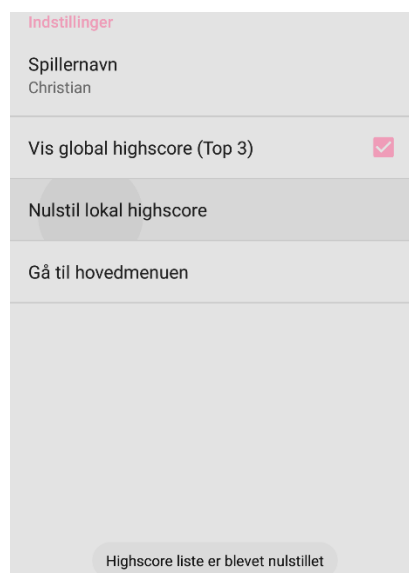 Indstillinger
Spillernavn
Christian
Vis global highscore (Top 3)
Nulstil lokal highscore
Gå til hovedmenuen
Highscore liste er blevet nulstillet